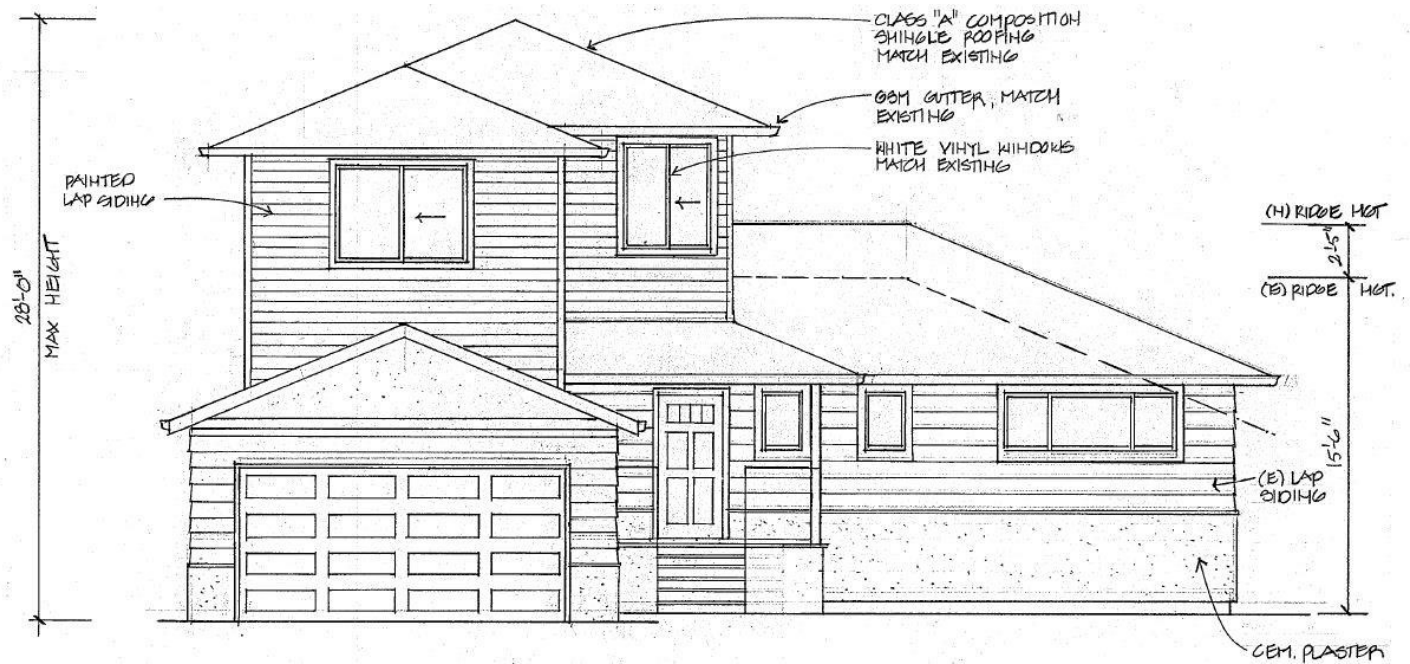 CLASS "A" COMPOSITION
SHINGLE ROOFING
MATCH EXISTING
GSM GUTTER, MATCH
EXISTING
WHITE VINYL WINDOWS
MATCH EXISTING
PAINTED
LAP SIDING
28'-0"
MAX HEIGHT
(N) RIDGE HGT
2'-5"
(E) RIDGE HGT.
15'-6"
(E) LAP
SIDING
CEM. PLASTER